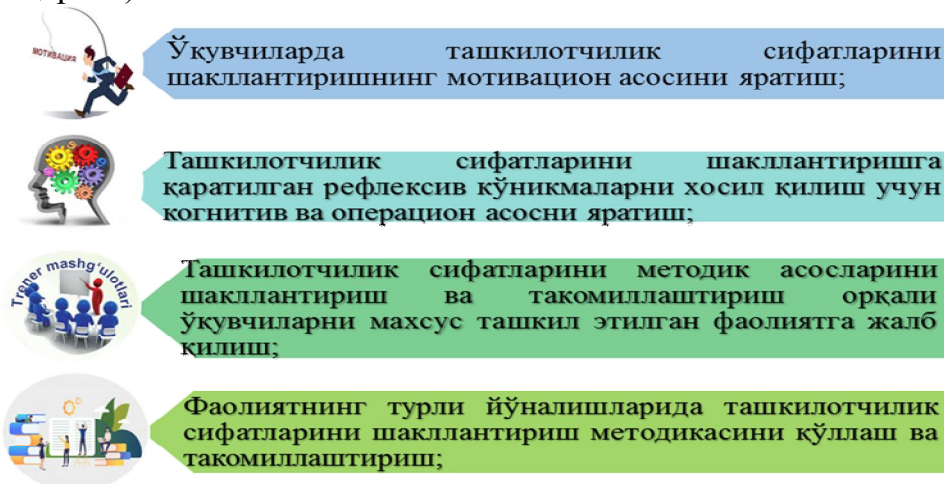 МОТИВАЦИЯ
Ўқувчиларда ташкилотчилик сифатларини
шакллантиришнинг мотивацион асосини яратиш;
Ташкилотчилик сифатларини шакллантиришга
қаратилган рефлексив кўникмаларни хосил қилиш учун
когнитив ва операцион асосни яратиш;
Trener mashg‘ulotlari
Ташкилотчилик сифатларини методик асосларини
шакллантириш ва такомиллаштириш орқали
ўқувчиларни махсус ташкил этилган фаолиятга жалб
қилиш;
Фаолиятнинг турли йўналишларида ташкилотчилик
сифатларини шакллантириш методикасини қўллаш ва
такомиллаштириш;